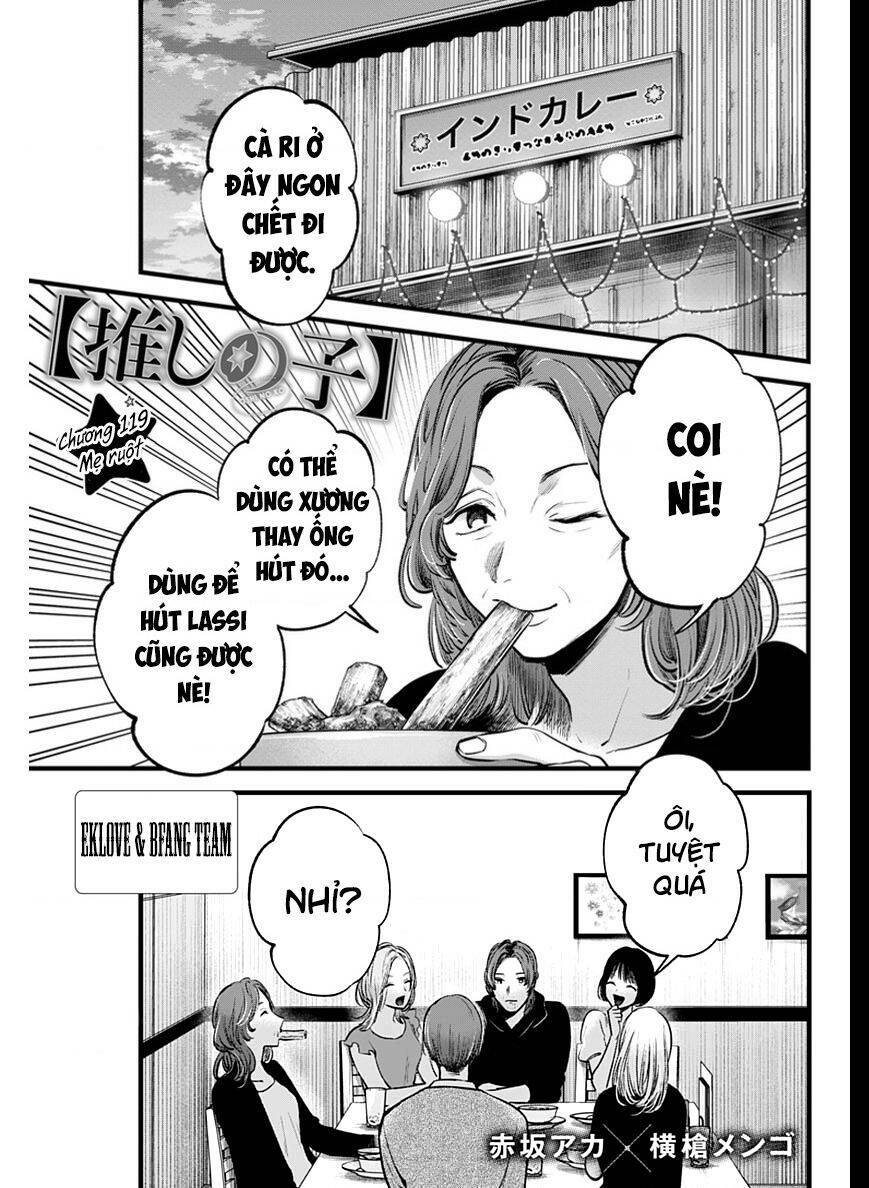 インドカレー
CÀ RI Ở
ĐÂY NGON
CHẾT ĐI
ĐƯỢC.
【推しの子】
Chương 119
Mẹ ruột
COI
NÈ!
CÓ THỂ
DÙNG XƯƠNG
THAY ỐNG
HÚT ĐÓ...
DÙNG ĐỂ
HÚT LASSI
CŨNG ĐƯỢC
NÈ!
EKLOVE & BFANG TEAM
ÔI,
TUYỆT
QUÁ
NHỈ?
赤坂アカ × 横槍メンゴ